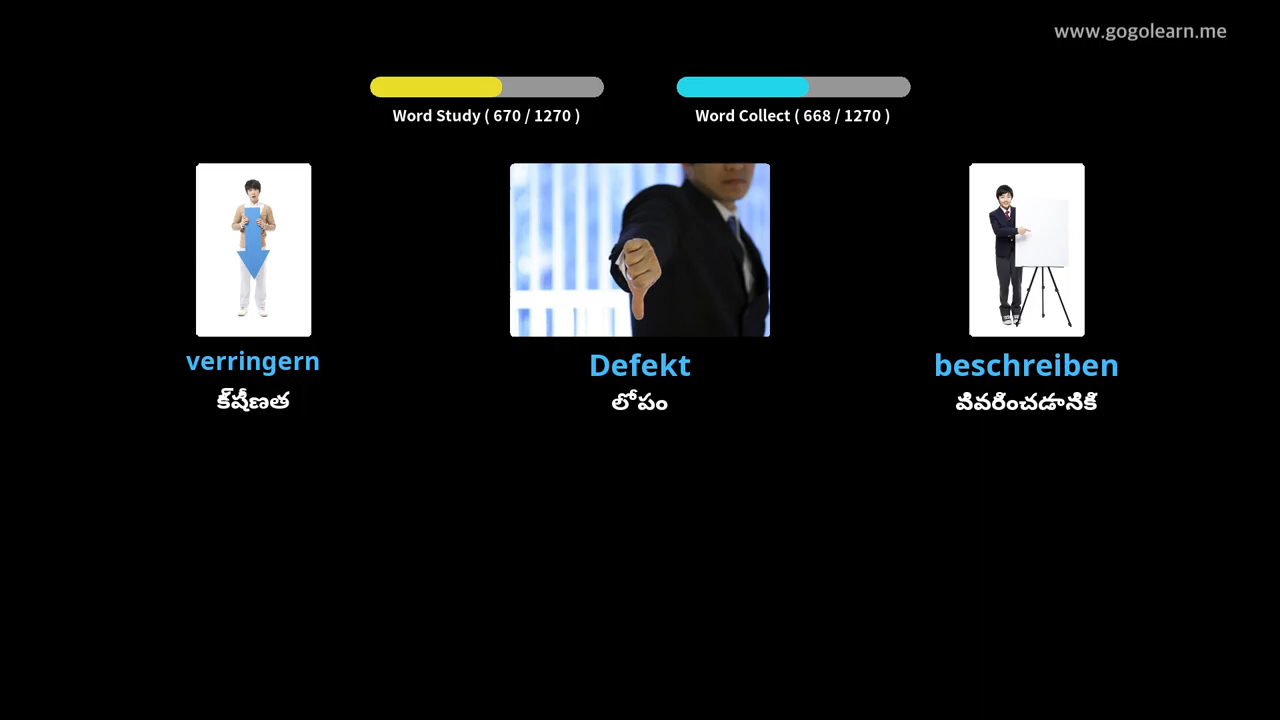 www.gogolearn.me
Word Study ( 670 / 1270 )
Word Collect ( 668 / 1270 )
verringern
Defekt
beschreiben
క్షీణత
లోపం
వివరించడానికి